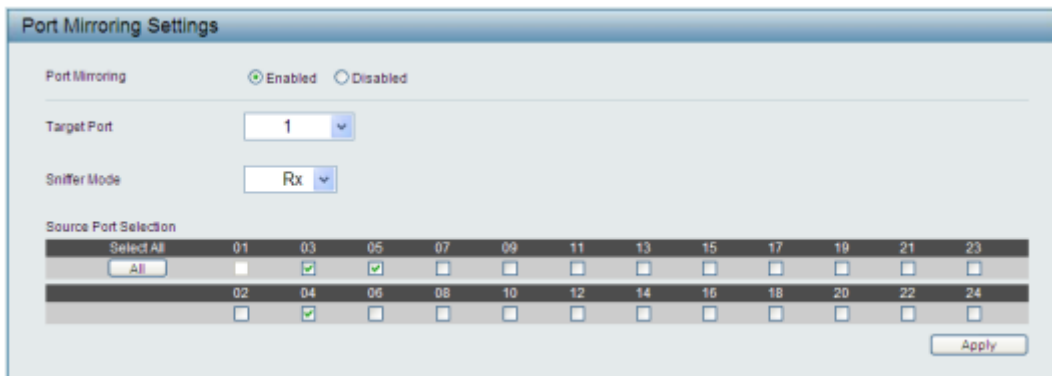 Port Mirroring Settings
Port Mirroring Enabled Disabled
Target Port 1
Sniffer Mode Rx
Source Port Selection
Select All 01 03 05 07 09 11 13 15 17 19 21 23
All
02 04 06 08 10 12 14 16 18 20 22 24
Apply